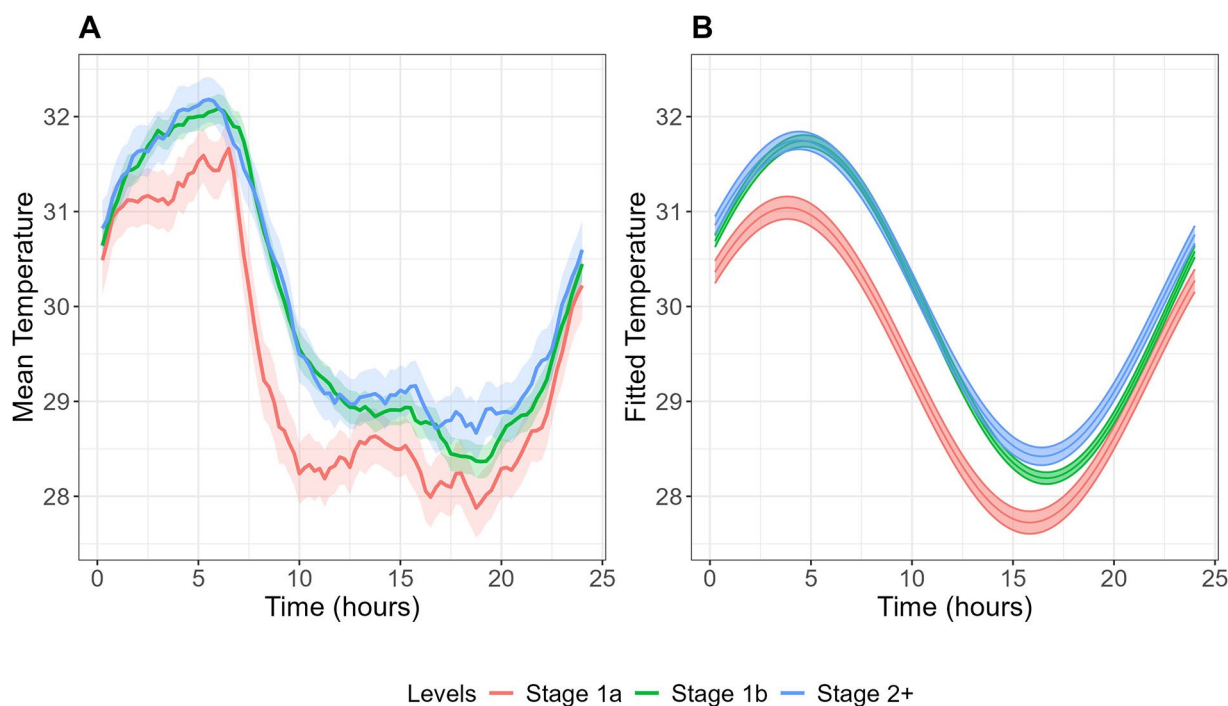 A
B
Mean Temperature
32
31
30
29
28
0 5 10 15 20 25
Time (hours)
Fitted Temperature
32
31
30
29
28
0 5 10 15 20 25
Time (hours)
Levels Stage 1a Stage 1b Stage 2+